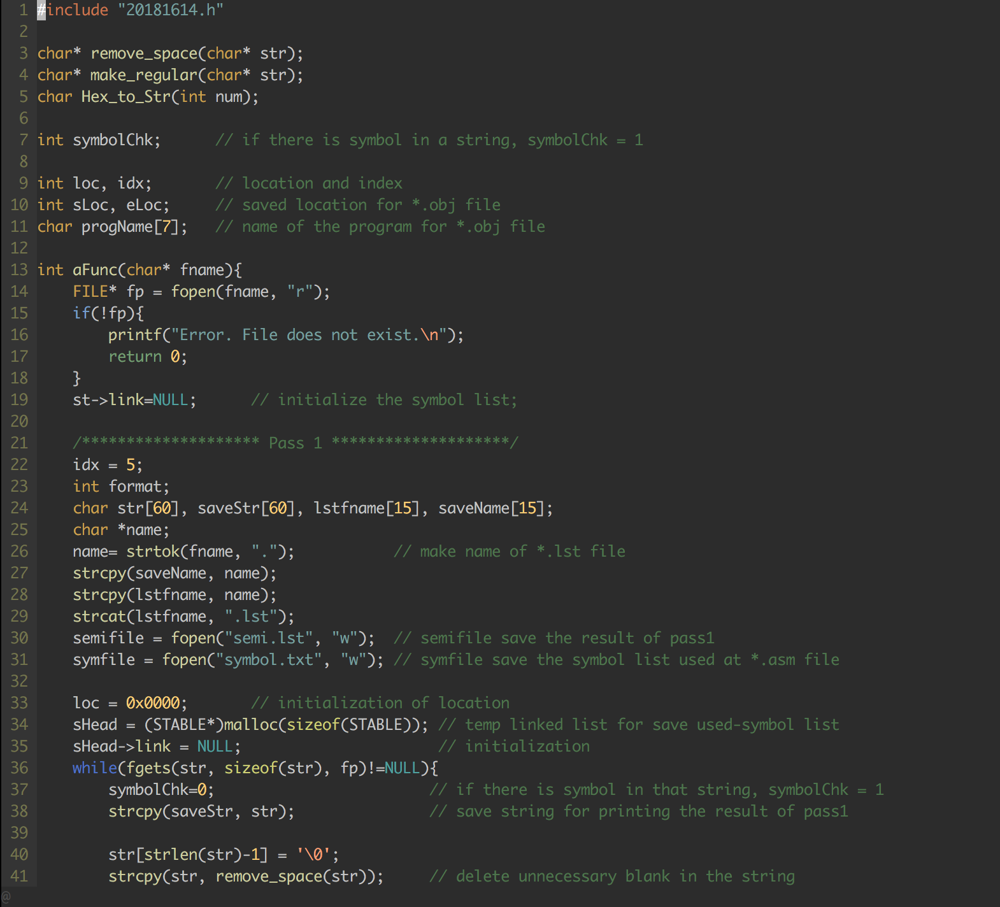 1 #include "20181614.h"
2
3 char* remove_space(char* str);
4 char* make_regular(char* str);
5 char Hex_to_Str(int num);
6
7 int symbolChk;      // if there is symbol in a string, symbolChk = 1
8
9 int loc, idx;       // location and index
10 int sLoc, eLoc;     // saved location for *.obj file
11 char progName[7];   // name of the program for *.obj file
12
13 int aFunc(char* fname){
14     FILE* fp = fopen(fname, "r");
15     if(!fp){
16         printf("Error. File does not exist.\n");
17         return 0;
18     }
19     st->link=NULL;      // initialize the symbol list;
20
21     /******************** Pass 1 ********************/
22     idx = 5;
23     int format;
24     char str[60], saveStr[60], lstfname[15], saveName[15];
25     char *name;
26     name= strtok(fname, ".");           // make name of *.lst file
27     strcpy(saveName, name);
28     strcpy(lstfname, name);
29     strcat(lstfname, ".lst");
30     semifile = fopen("semi.lst", "w");  // semifile save the result of pass1
31     symfile = fopen("symbol.txt", "w"); // symfile save the symbol list used at *.asm file
32
33     loc = 0x0000;       // initialization of location
34     sHead = (STABLE*)malloc(sizeof(STABLE)); // temp linked list for save used-symbol list
35     sHead->link = NULL;                      // initialization
36     while(fgets(str, sizeof(str), fp)!=NULL){
37         symbolChk=0;                        // if there is symbol in that string, symbolChk = 1
38         strcpy(saveStr, str);               // save string for printing the result of pass1
39
40         str[strlen(str)-1] = '\0';
41         strcpy(str, remove_space(str));     // delete unnecessary blank in the string
@